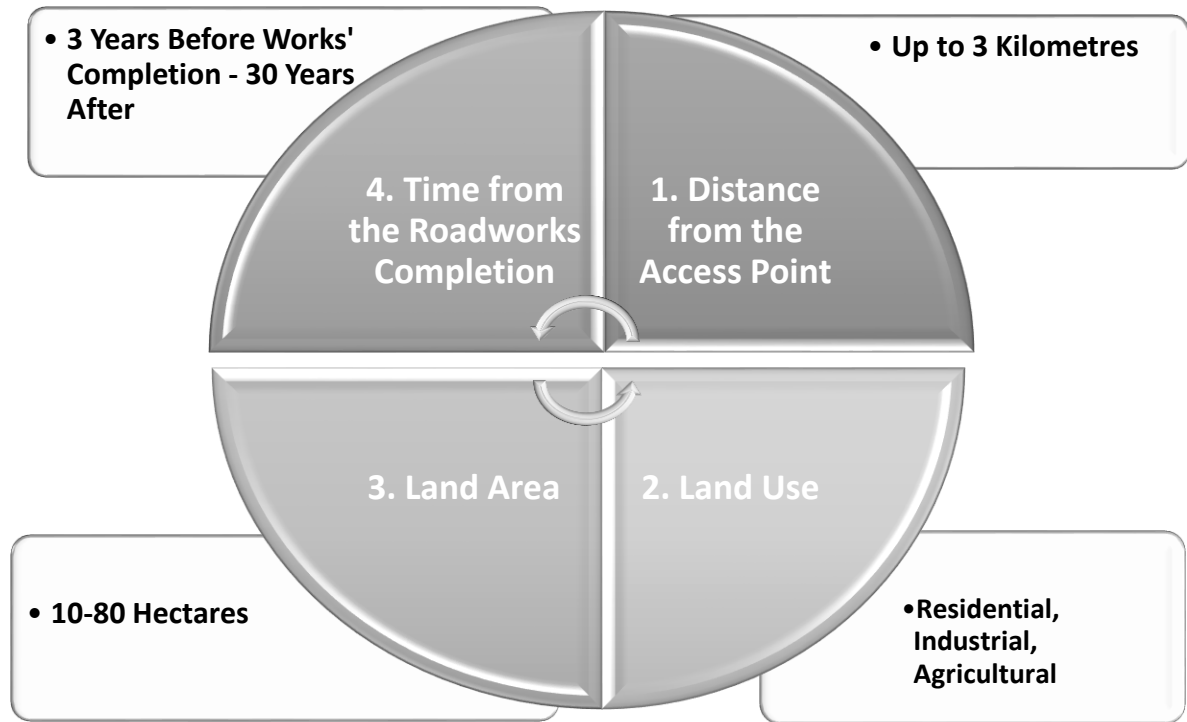 • 3 Years Before Works'
Completion - 30 Years
After
• Up to 3 Kilometres
4. Time from
the Roadworks
Completion
1. Distance
from the
Access Point
3. Land Area
2. Land Use
• 10-80 Hectares
•Residential,
Industrial,
Agricultural